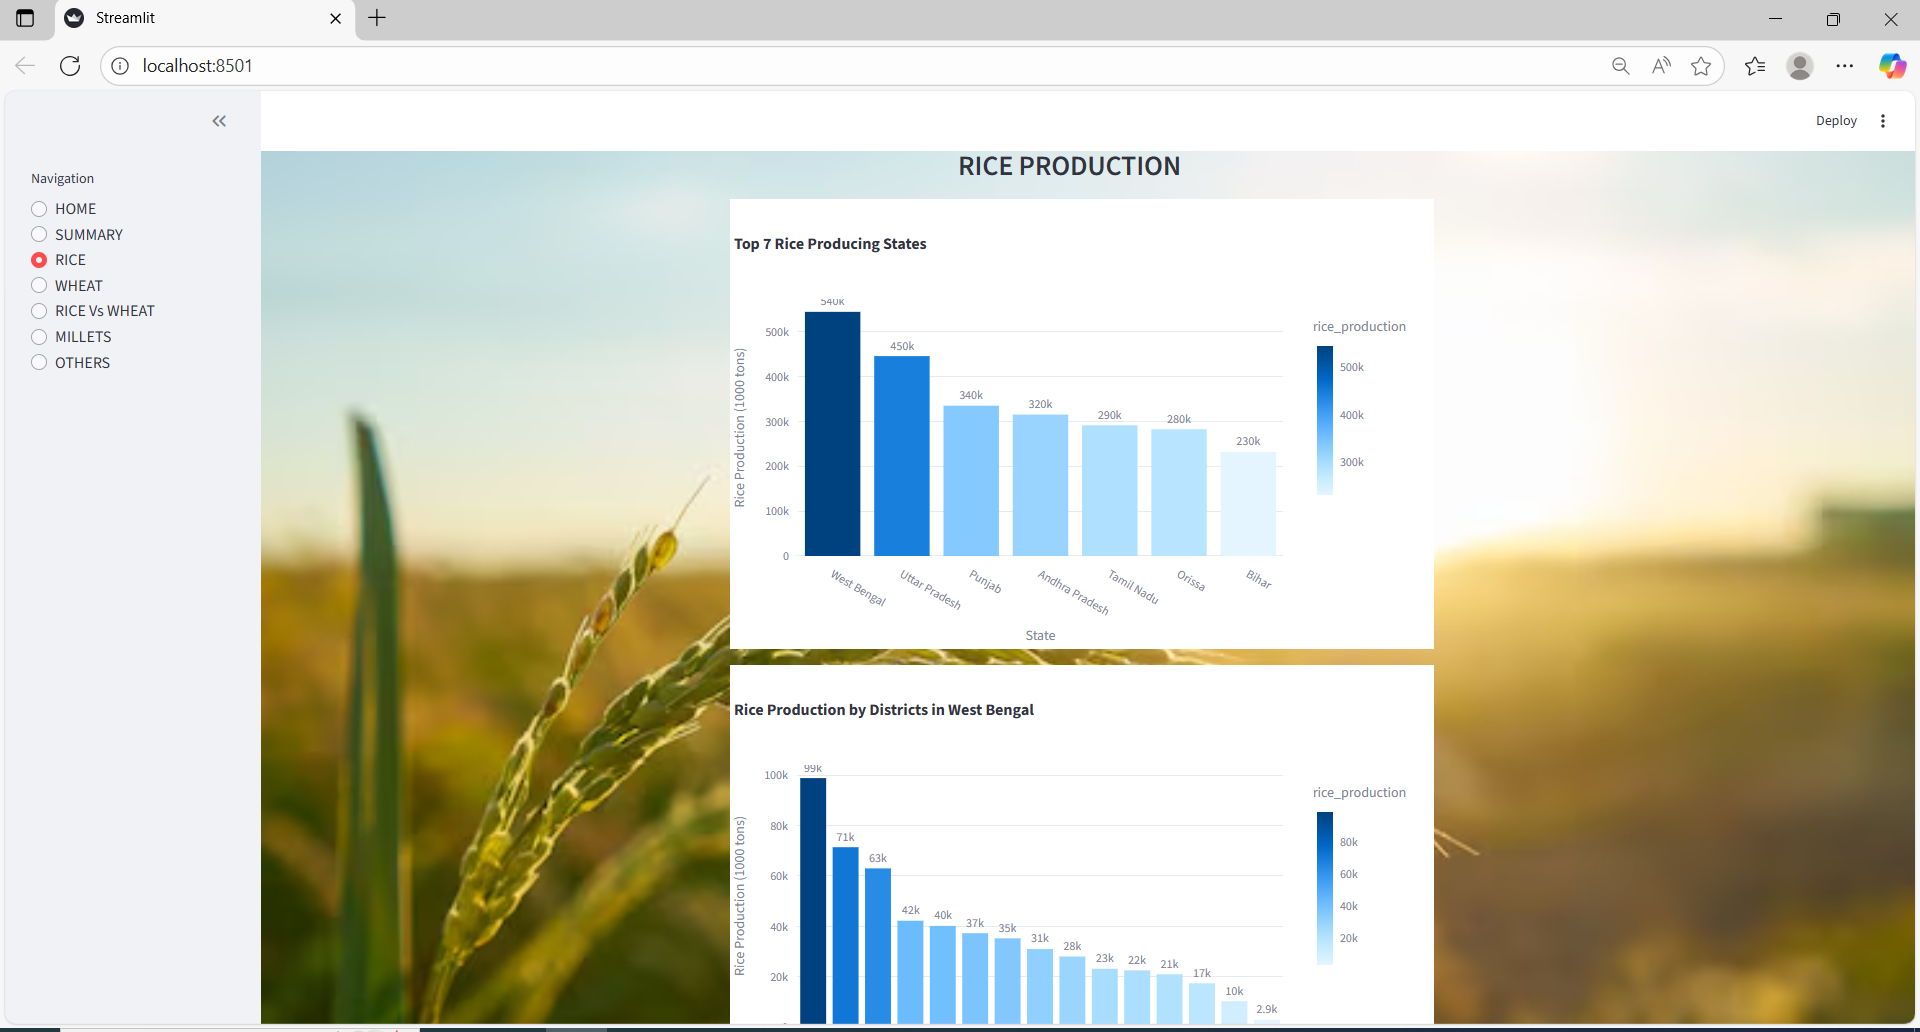 Streamlit
localhost:8501
Deploy
Navigation
HOME
SUMMARY
RICE
WHEAT
RICE Vs WHEAT
MILLETS
OTHERS
RICE PRODUCTION
Top 7 Rice Producing States
Rice Production (1000 tons)
500k
400k
300k
200k
100k
0
540k
450k
340k
320k
290k
280k
230k
West Bengal
Uttar Pradesh
Punjab
Andhra Pradesh
Tamil Nadu
Orissa
Bihar
State
rice_production
500k
400k
300k
Rice Production by Districts in West Bengal
Rice Production (1000 tons)
100k
80k
60k
40k
20k
99k
71k
63k
42k
40k
37k
35k
31k
28k
23k
22k
21k
17k
10k
2.9k
rice_production
80k
60k
40k
20k